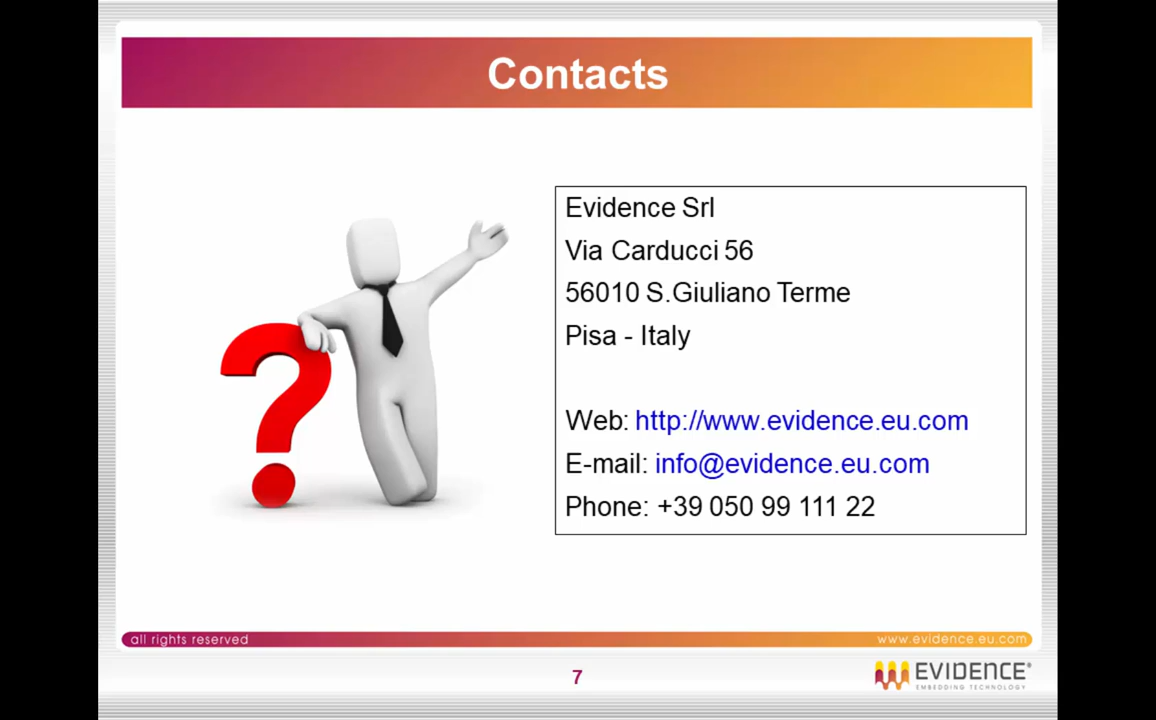 Contacts
Evidence Srl
Via Carducci 56
56010 S.Giuliano Terme
Pisa - Italy
Web: http://www.evidence.eu.com
E-mail: info@evidence.eu.com
Phone: +39 050 99 111 22
all rights reserved
www.evidence.eu.com
7
EVIDENCE®
EMBEDDING TECHNOLOGY